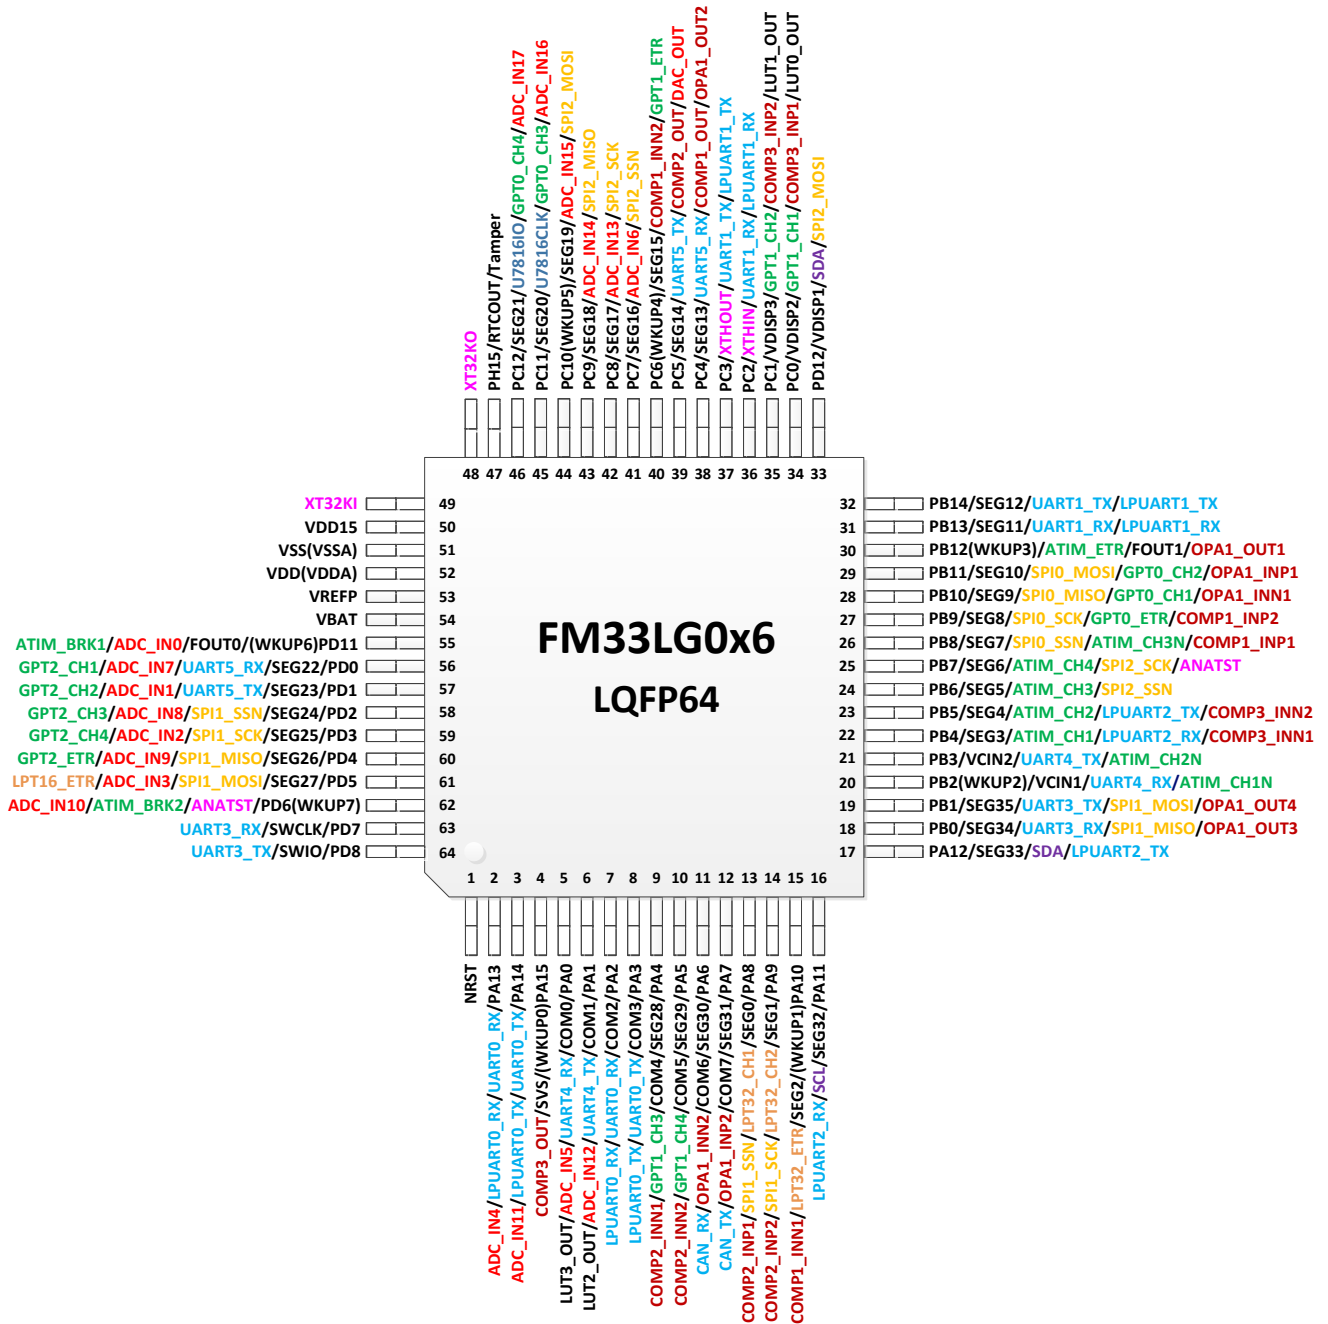 XT32KO
PH15/RTCOUT/Tamper
PC12/SEG21/U7816IO/GPT0_CH4/ADC_IN17
PC11/SEG20/U7816CLK/GPT0_CH3/ADC_IN16
PC10(WKUP5)/SEG19/ADC_IN15/SPI2_MOSI
PC9/SEG18/ADC_IN14/SPI2_MISO
PC8/SEG17/ADC_IN13/SPI2_SCK
PC7/SEG16/ADC_IN6/SPI2_SSN
PC6(WKUP4)/SEG15/COMP1_INN2/GPT1_ETR
PC5/SEG14/UART5_TX/COMP2_OUT/DAC_OUT
PC4/SEG13/UART5_RX/COMP1_OUT/OPA1_OUT2
PC3/XTHOUT/UART1_TX/LPUART1_TX
PC2/XTHIN/UART1_RX/LPUART1_RX
PC1/VDISP3/GPT1_CH2/COMP3_INP2/LUT1_OUT
PC0/VDISP2/GPT1_CH1/COMP3_INP1/LUT0_OUT
PD12/VDISP1/SDA/SPI2_MOSI
48 47 46 45 44 43 42 41 40 39 38 37 36 35 34 33
XT32KI 49
VDD15 50
VSS(VSSA) 51
VDD(VDDA) 52
VREFP 53
VBAT 54
ATIM_BRK1/ADC_IN0/FOUT0/(WKUP6)PD11 55
GPT2_CH1/ADC_IN7/UART5_RX/SEG22/PD0 56
GPT2_CH2/ADC_IN1/UART5_TX/SEG23/PD1 57
GPT2_CH3/ADC_IN8/SPI1_SSN/SEG24/PD2 58
GPT2_CH4/ADC_IN2/SPI1_SCK/SEG25/PD3 59
GPT2_ETR/ADC_IN9/SPI1_MISO/SEG26/PD4 60
LPT16_ETR/ADC_IN3/SPI1_MOSI/SEG27/PD5 61
ADC_IN10/ATIM_BRK2/ANATST/PD6(WKUP7) 62
UART3_RX/SWCLK/PD7 63
UART3_TX/SWIO/PD8 64
FM33LG0x6
LQFP64
32 PB14/SEG12/UART1_TX/LPUART1_TX
31 PB13/SEG11/UART1_RX/LPUART1_RX
30 PB12(WKUP3)/ATIM_ETR/FOUT1/OPA1_OUT1
29 PB11/SEG10/SPI0_MOSI/GPT0_CH2/OPA1_INP1
28 PB10/SEG9/SPI0_MISO/GPT0_CH1/OPA1_INN1
27 PB9/SEG8/SPI0_SCK/GPT0_ETR/COMP1_INP2
26 PB8/SEG7/SPI0_SSN/ATIM_CH3N/COMP1_INP1
25 PB7/SEG6/ATIM_CH4/SPI2_SCK/ANATST
24 PB6/SEG5/ATIM_CH3/SPI2_SSN
23 PB5/SEG4/ATIM_CH2/LPUART2_TX/COMP3_INN2
22 PB4/SEG3/ATIM_CH1/LPUART2_RX/COMP3_INN1
21 PB3/VCIN2/UART4_TX/ATIM_CH2N
20 PB2(WKUP2)/VCIN1/UART4_RX/ATIM_CH1N
19 PB1/SEG35/UART3_TX/SPI1_MOSI/OPA1_OUT4
18 PB0/SEG34/UART3_RX/SPI1_MISO/OPA1_OUT3
17 PA12/SEG33/SDA/LPUART2_TX
1 2 3 4 5 6 7 8 9 10 11 12 13 14 15 16
NRST
ADC_IN4/LPUART0_RX/UART0_RX/PA13
ADC_IN11/LPUART0_TX/UART0_TX/PA14
COMP3_OUT/SVS/(WKUP0)PA15
LUT3_OUT/ADC_IN5/UART4_RX/COM0/PA0
LUT2_OUT/ADC_IN12/UART4_TX/COM1/PA1
LPUART0_RX/UART0_RX/COM2/PA2
LPUART0_TX/UART0_TX/COM3/PA3
COMP2_INN1/GPT1_CH3/COM4/SEG28/PA4
COMP2_INN2/GPT1_CH4/COM5/SEG29/PA5
CAN_RX/OPA1_INN2/COM6/SEG30/PA6
CAN_TX/OPA1_INP2/COM7/SEG31/PA7
COMP2_INP1/SPI1_SSN/LPT32_CH1/SEG0/PA8
COMP2_INP2/SPI1_SCK/LPT32_CH2/SEG1/PA9
COMP1_INN1/LPT32_ETR/SEG2/(WKUP1)PA10
LPUART2_RX/SCL/SEG32/PA11